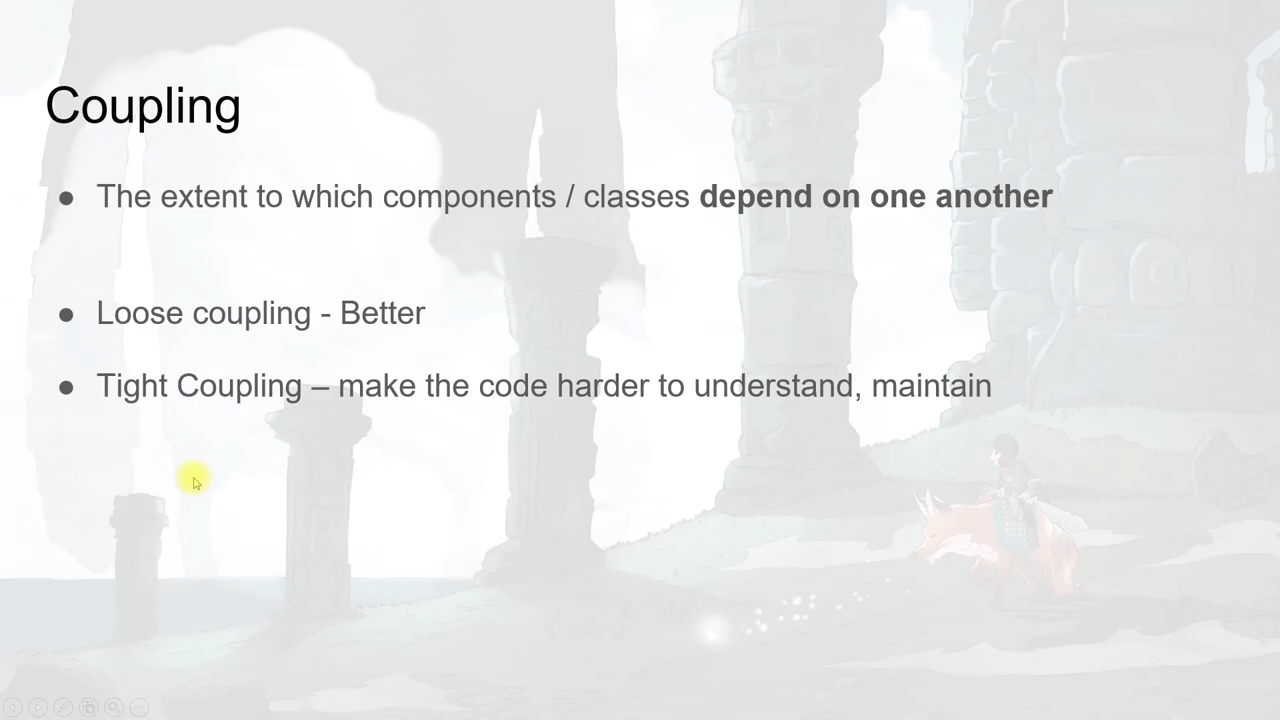 Coupling
● The extent to which components / classes depend on one another
● Loose coupling - Better
● Tight Coupling – make the code harder to understand, maintain